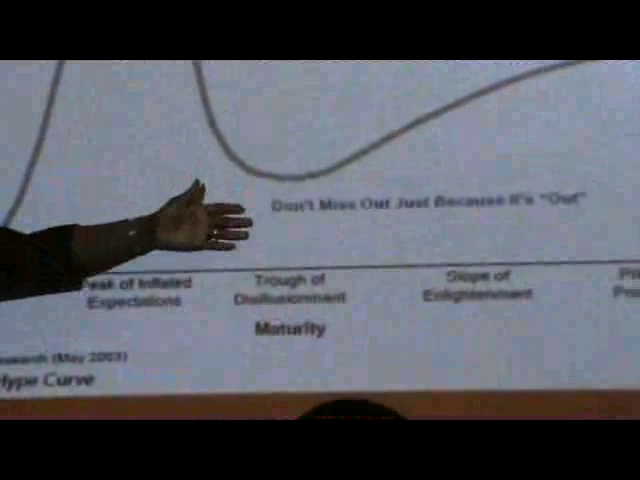 Don't Miss Out Just Because It's "Out"
Peak of Inflated
Expectations
Trough of
Disillusionment
Slope of
Enlightenment
Maturity
(May 2003)
Hype Curve